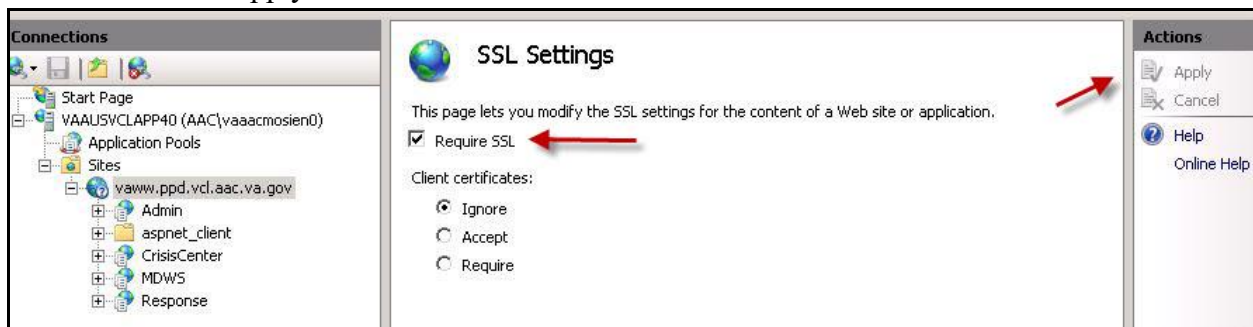 Apply
Connections
Start Page
VAAUSVCLAPP40 (AAC\vaaacmosien0)
Application Pools
Sites
vaww.ppd.vcl.aac.va.gov
Admin
aspnet_client
CrisisCenter
MDWS
Response
SSL Settings
This page lets you modify the SSL settings for the content of a Web site or application.
Require SSL
Client certificates:
Ignore
Accept
Require
Actions
Apply
Cancel
Help
Online Help